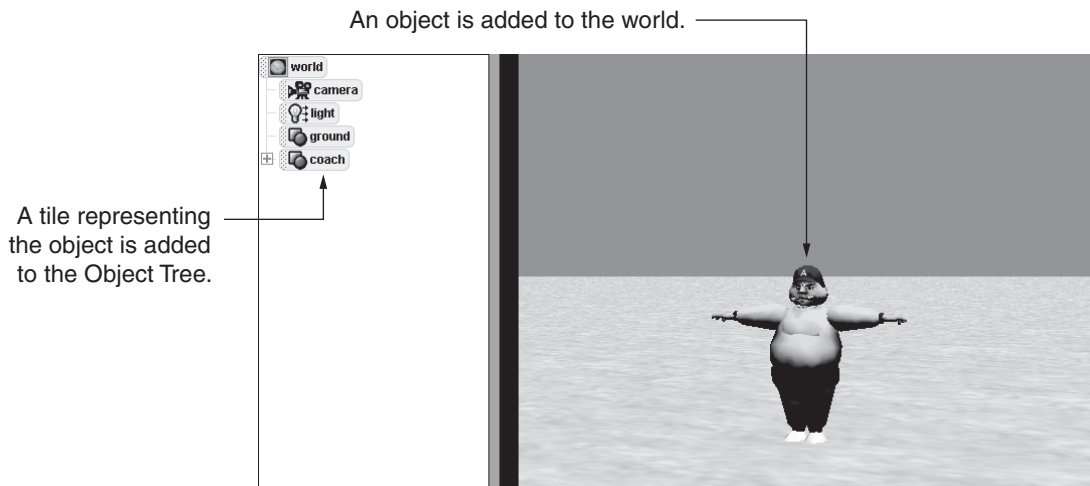 An object is added to the world.
world
camera
light
ground
coach
A tile representing
the object is added
to the Object Tree.
A